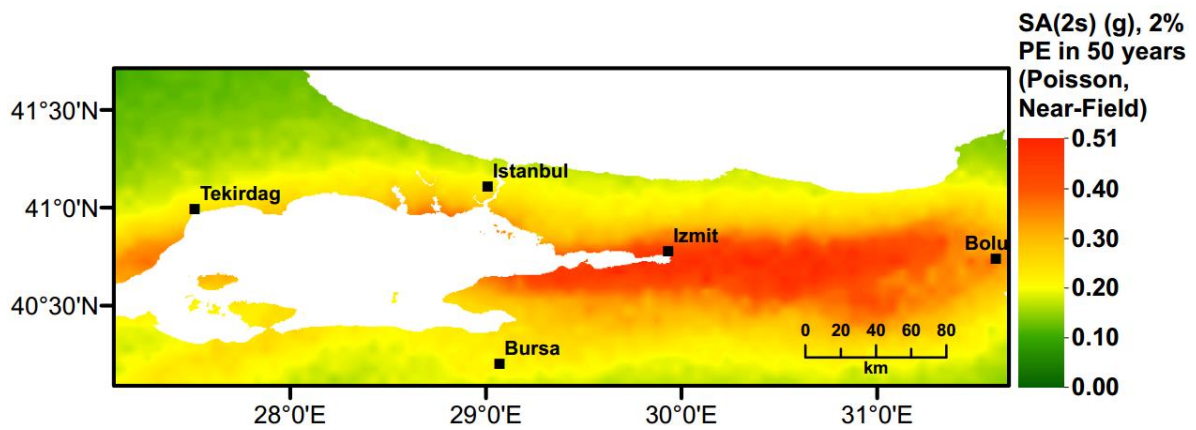 SA(2s) (g), 2%
PE in 50 years
(Poisson,
Near-Field)
0.51
0.40
0.30
0.20
0.10
0.00
41°30'N
41°0'N
40°30'N
Istanbul
Tekirdag
Izmit
Bolu
Bursa
0 20 40 60 80
km
28°0'E 29°0'E 30°0'E 31°0'E